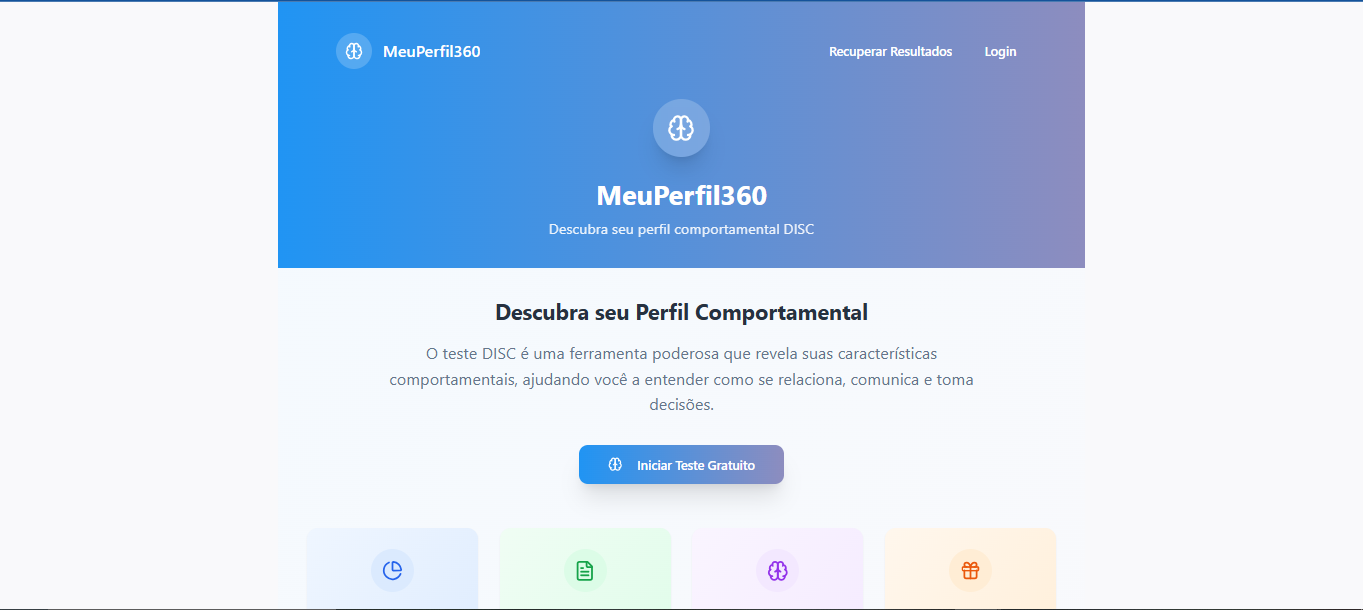 MeuPerfil360
Recuperar Resultados
Login
MeuPerfil360
Descubra seu perfil comportamental DISC
Descubra seu Perfil Comportamental
O teste DISC é uma ferramenta poderosa que revela suas características
comportamentais, ajudando você a entender como se relaciona, comunica e toma
decisões.
Iniciar Teste Gratuito